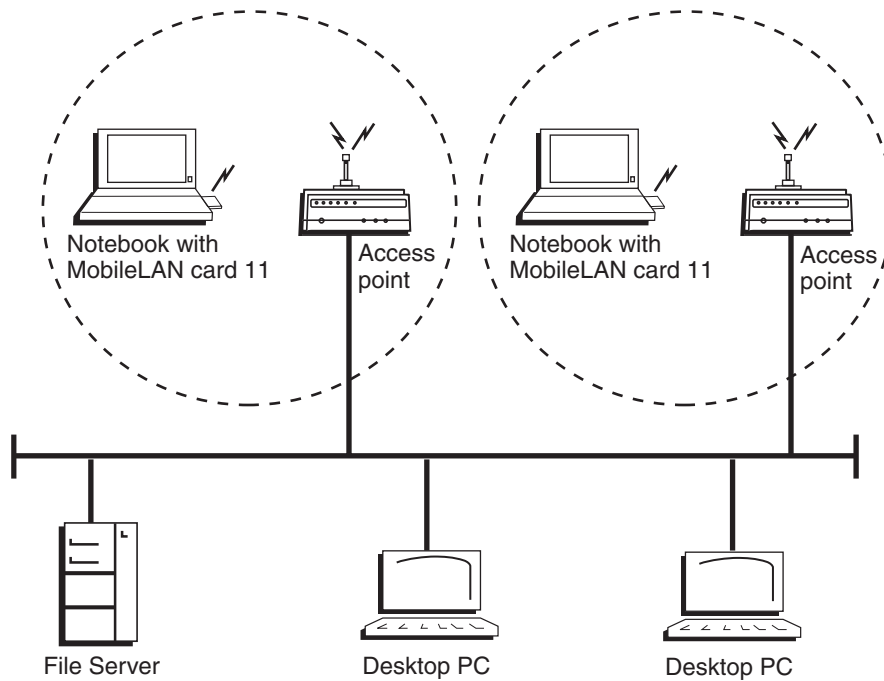 Notebook with
MobileLAN card 11
Access
point
Notebook with
MobileLAN card 11
Access
point
File Server
Desktop PC
Desktop PC